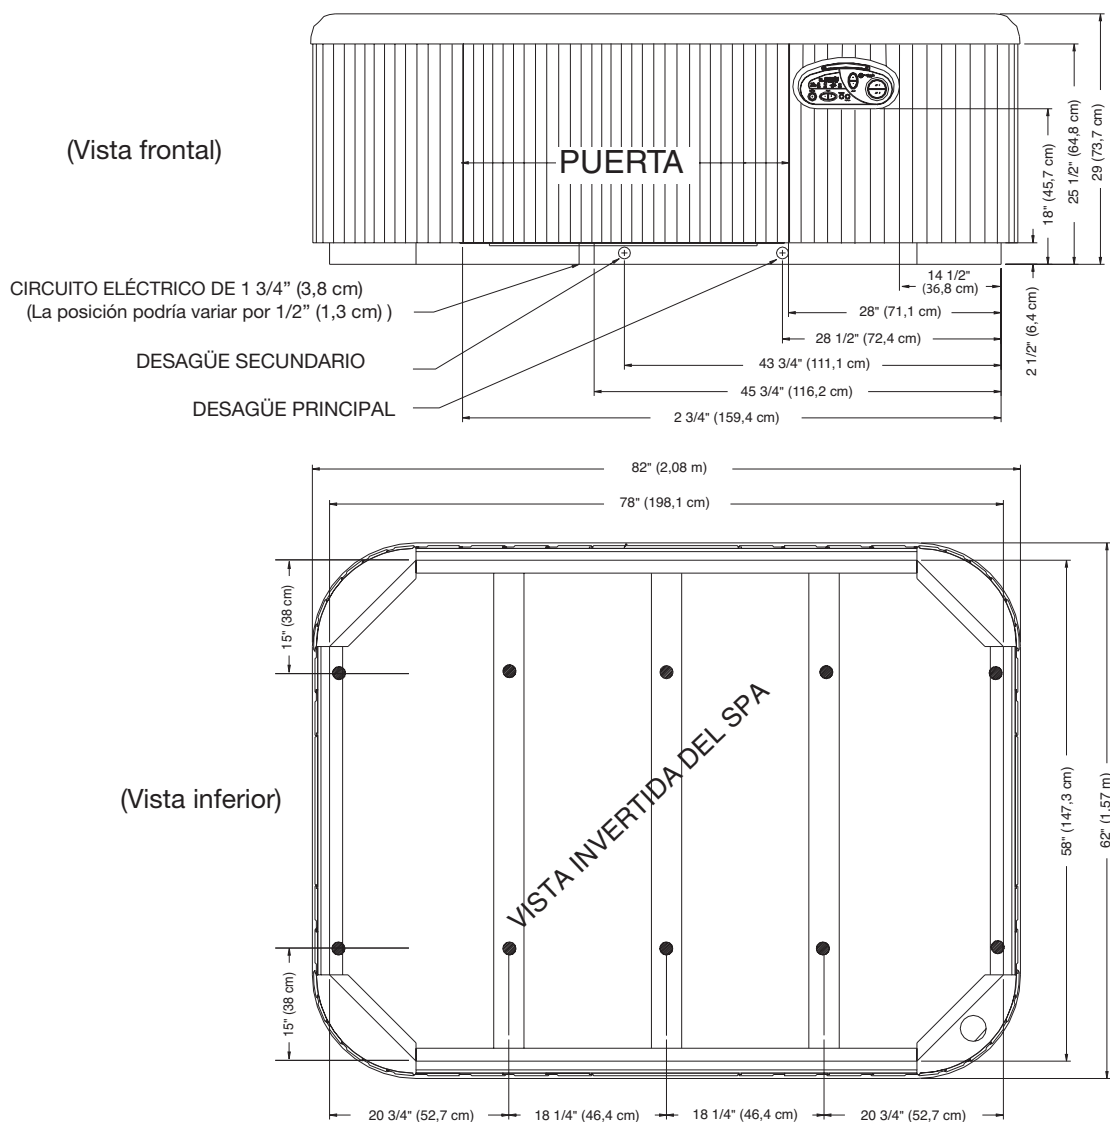 (Vista frontal)
PUERTA
18" (45,7 cm)
25 1/2" (64,8 cm)
29 (73,7 cm)
14 1/2"
(36,8 cm)
2 1/2" (6,4 cm)
28" (71,1 cm)
28 1/2" (72,4 cm)
43 3/4" (111,1 cm)
45 3/4" (116,2 cm)
2 3/4" (159,4 cm)
CIRCUITO ELÉCTRICO DE 1 3/4” (3,8 cm)
(La posición podría variar por 1/2” (1,3 cm) )
DESAGÜE SECUNDARIO
DESAGÜE PRINCIPAL
82" (2,08 m)
78" (198,1 cm)
15" (38 cm)
(Vista inferior)
VISTA INVERTIDA DEL SPA
58" (147,3 cm)
62" (1,57 m)
15" (38 cm)
20 3/4" (52,7 cm)
18 1/4" (46,4 cm)
18 1/4" (46,4 cm)
20 3/4" (52,7 cm)